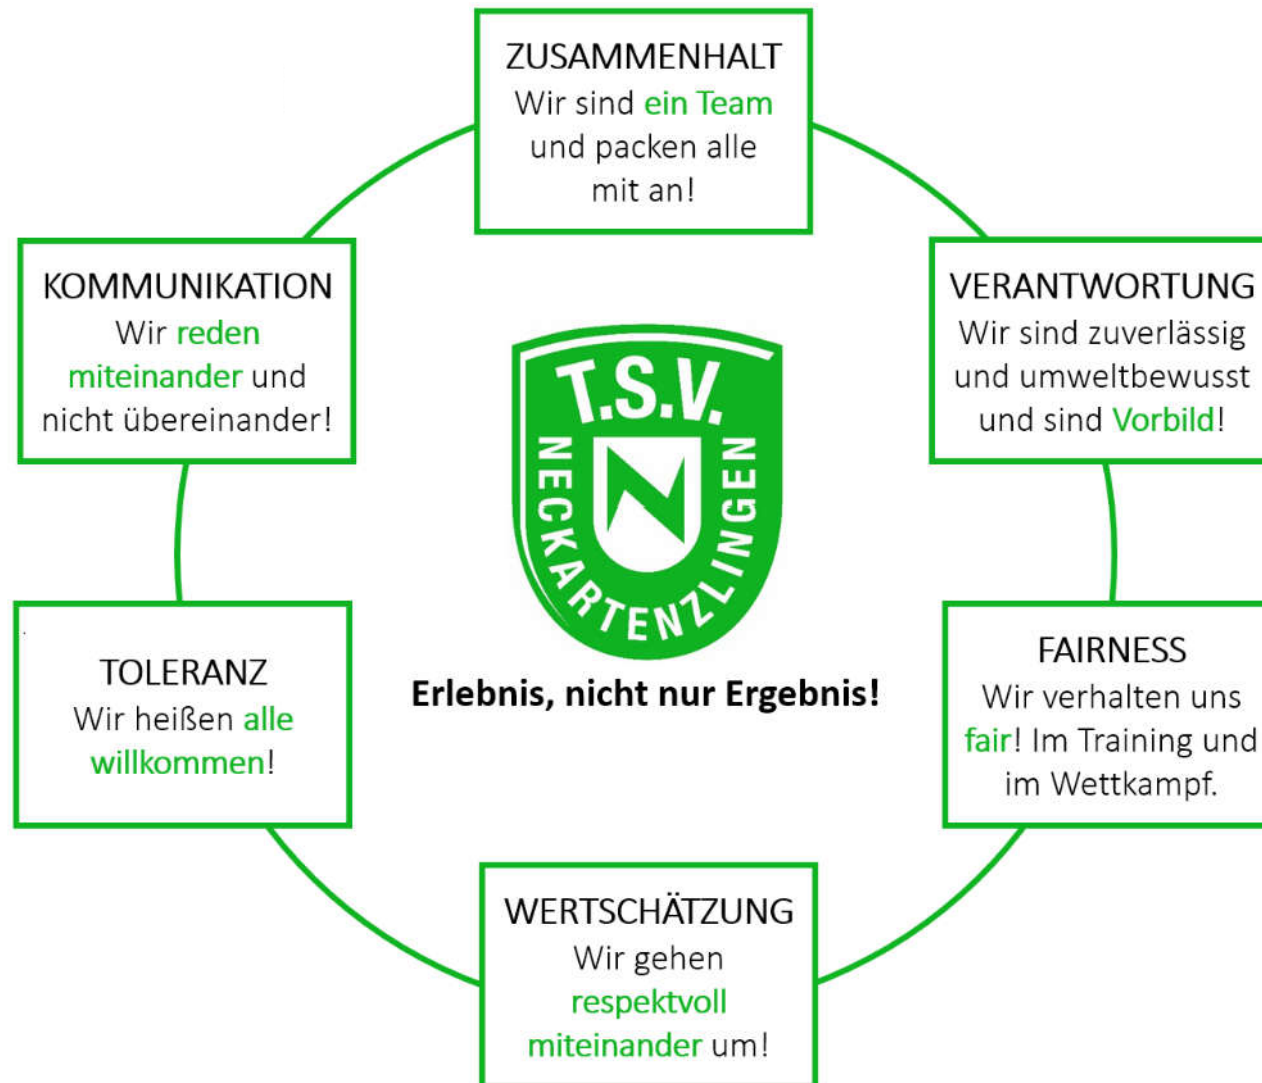 ZUSAMMENHALT
Wir sind ein Team
und packen alle
mit an!
VERANTWORTUNG
Wir sind zuverlässig
und umweltbewusst
und sind Vorbild!
FAIRNESS
Wir verhalten uns
fair! Im Training und
im Wettkampf.
WERTSCHÄTZUNG
Wir gehen
respektvoll
miteinander um!
TOLERANZ
Wir heißen alle
willkommen!
KOMMUNIKATION
Wir reden
miteinander und
nicht übereinander!
T.S.V.
NECKARTENZLINGEN
N
Erlebnis, nicht nur Ergebnis!